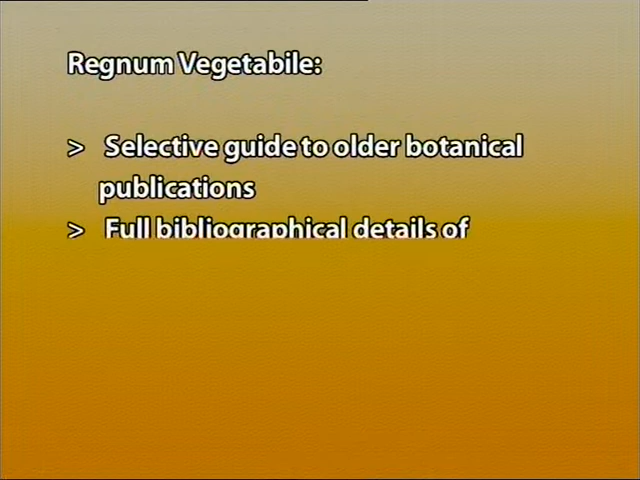 Regnum Vegetabile:
> Selective guide to older botanical
publications
> Full bibliographical details of